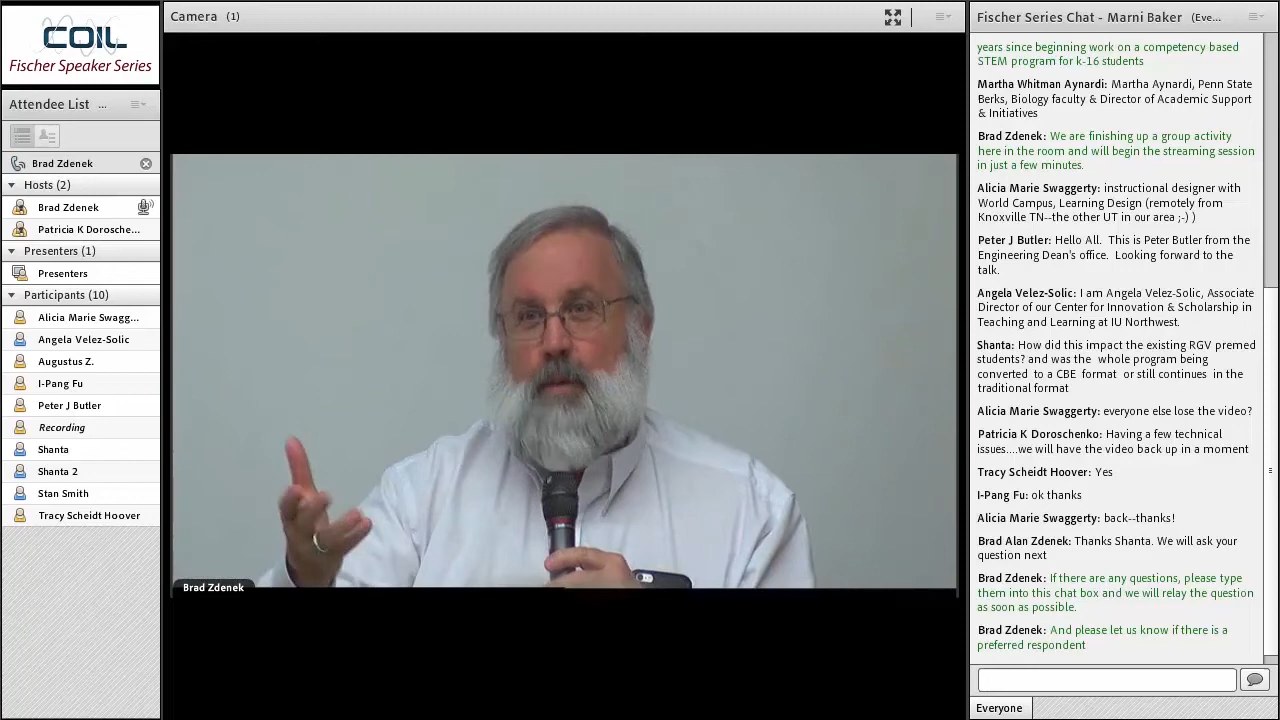 COIL
Fischer Speaker Series
Attendee List ...
Brad Zdenek
Hosts (2)
Brad Zdenek
Patricia K Dorosche...
Presenters (1)
Presenters
Participants (10)
Alicia Marie Swagg...
Angela Velez-Solic
Augustus Z.
I-Pang Fu
Peter J Butler
Recording
Shanta
Shanta 2
Stan Smith
Tracy Scheidt Hoover
Camera (1)
Brad Zdenek
Fischer Series Chat - Marni Baker (Eve...
years since beginning work on a competency based
STEM program for k-16 students
Martha Whitman Aynardi: Martha Aynardi, Penn State
Berks, Biology faculty & Director of Academic Support
& Initiatives
Brad Zdenek: We are finishing up a group activity
here in the room and will begin the streaming session
in just a few minutes.
Alicia Marie Swaggerty: instructional designer with
World Campus, Learning Design (remotely from
Knoxville TN--the other UT in our area ;-) )
Peter J Butler: Hello All. This is Peter Butler from the
Engineering Dean's office. Looking forward to the
talk.
Angela Velez-Solic: I am Angela Velez-Solic, Associate
Director of our Center for Innovation & Scholarship in
Teaching and Learning at IU Northwest.
Shanta: How did this impact the existing RGV premed
students? and was the whole program being
converted to a CBE format or still continues in the
traditional format
Alicia Marie Swaggerty: everyone else lose the video?
Patricia K Doroschenko: Having a few technical
issues....we will have the video back up in a moment
Tracy Scheidt Hoover: Yes
I-Pang Fu: ok thanks
Alicia Marie Swaggerty: back--thanks!
Brad Alan Zdenek: Thanks Shanta. We will ask your
question next
Brad Zdenek: If there are any questions, please type
them into this chat box and we will relay the question
as soon as possible.
Brad Zdenek: And please let us know if there is a
preferred respondent
Everyone